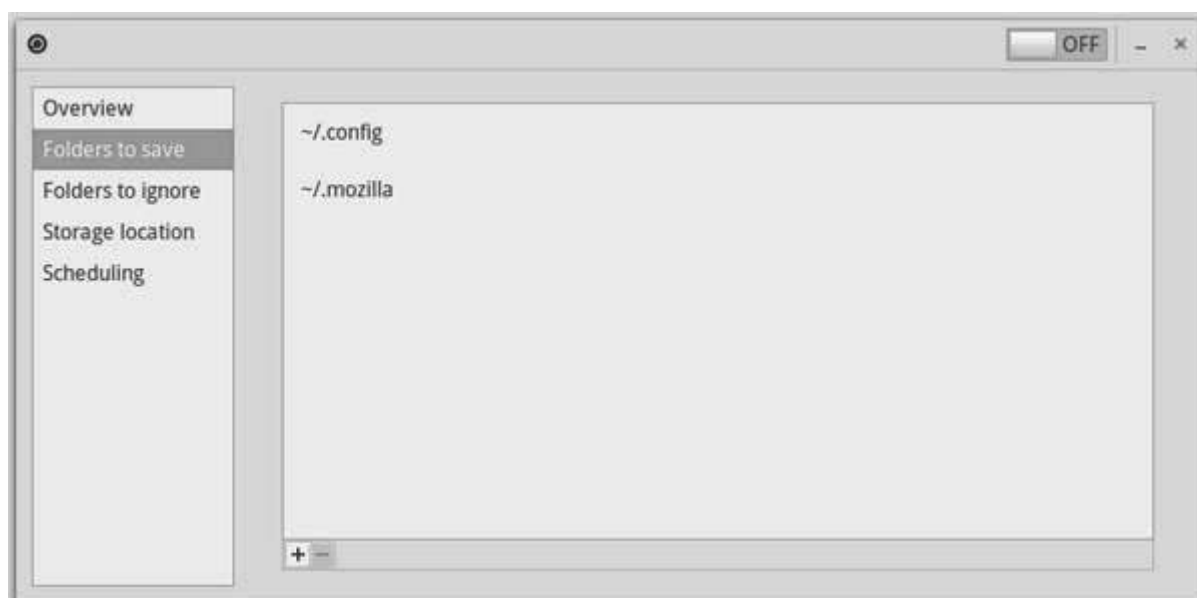 OFF
Overview
Folders to save
Folders to ignore
Storage location
Scheduling
~/.config
~/.mozilla